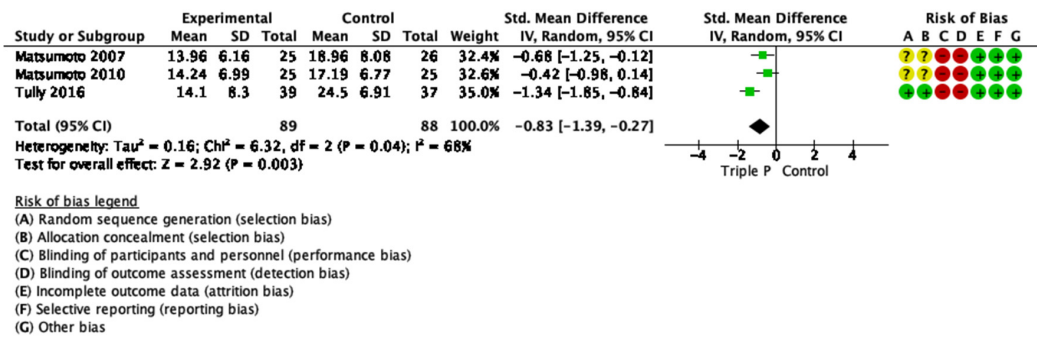 Experimental Control Std. Mean Difference Std. Mean Difference Risk of Bias
Study or Subgroup Mean SD Total Mean SD Total Weight IV, Random, 95% CI IV, Random, 95% CI A B C D E F G
Matsumoto 2007 13.96 6.16 25 18.96 8.08 26 32.4% −0.68 [−1.25, −0.12] ? ? − − + + +
Matsumoto 2010 14.24 6.99 25 17.19 6.77 25 32.6% −0.42 [−0.98, 0.14] ? ? − − + + +
Tully 2016 14.1 8.3 39 24.5 6.91 37 35.0% −1.34 [−1.85, −0.84] + + − − + + +
Total (95% CI) 89 88 100.0% −0.83 [−1.39, −0.27]
Heterogeneity: Tau² = 0.16; Chi² = 6.32, df = 2 (P = 0.04); I² = 68%
Test for overall effect: Z = 2.92 (P = 0.003)
−4 −2 0 2 4
Triple P Control
Risk of bias legend
(A) Random sequence generation (selection bias)
(B) Allocation concealment (selection bias)
(C) Blinding of participants and personnel (performance bias)
(D) Blinding of outcome assessment (detection bias)
(E) Incomplete outcome data (attrition bias)
(F) Selective reporting (reporting bias)
(G) Other bias